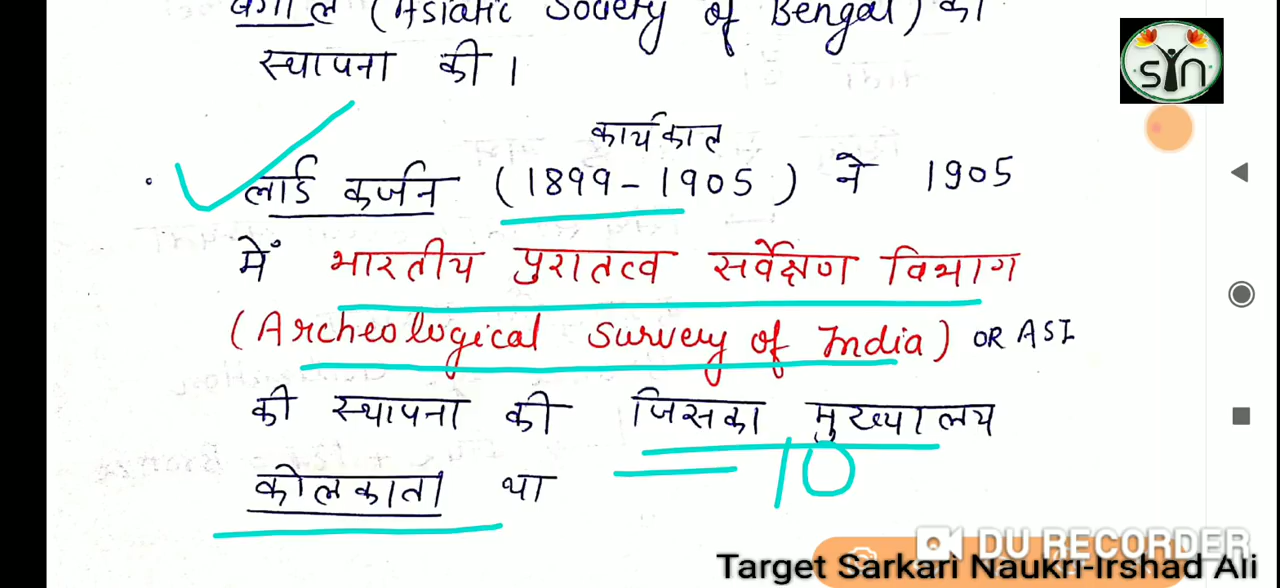 बंगाल (Asiatic Society of Bengal) की
स्थापना की ।
कार्यकाल
लार्ड कर्जन (1899-1905) ने 1905
में भारतीय पुरातत्व सर्वेक्षण विभाग
(Archeological Survey of India) OR ASI
की स्थापना की जिसका मुख्यालय
10
कोलकाता था
SYN
DU RECORDER
Target Sarkari Naukri-Irshad Ali